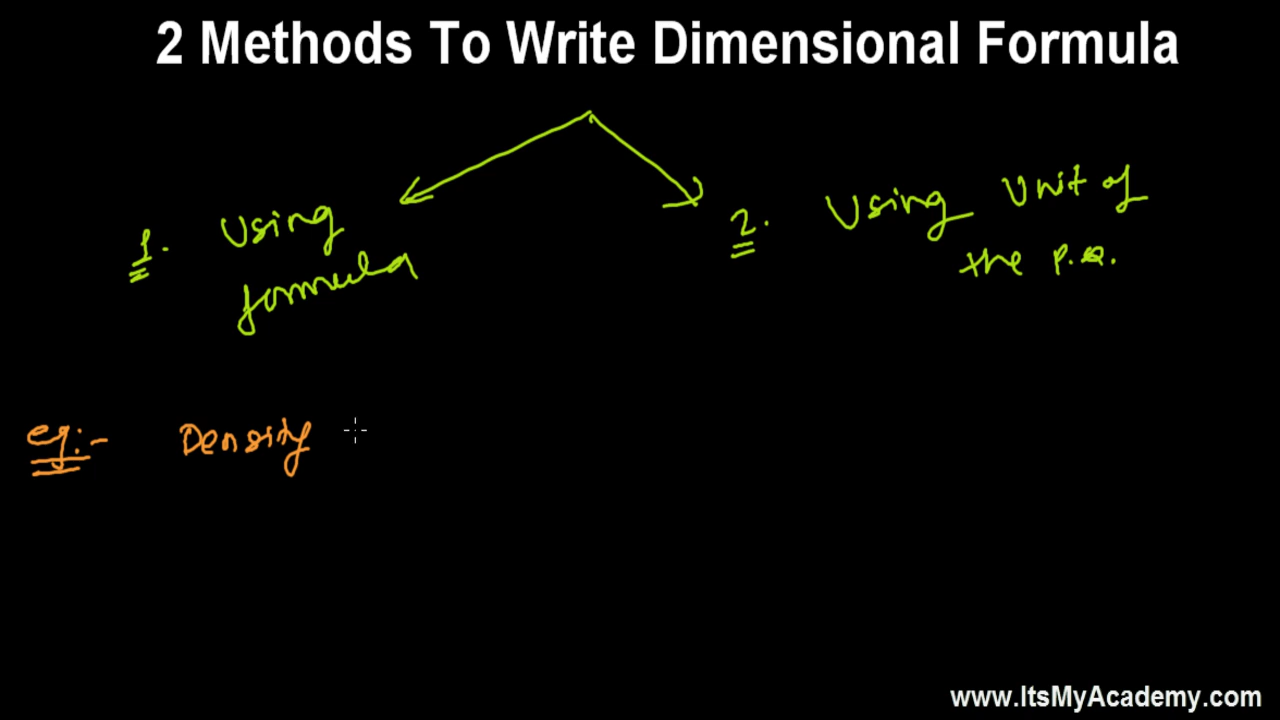 2 Methods To Write Dimensional Formula
1. Using
formula
2. Using Unit of
the P.Q.
eg:- Density
www.ItsMyAcademy.com